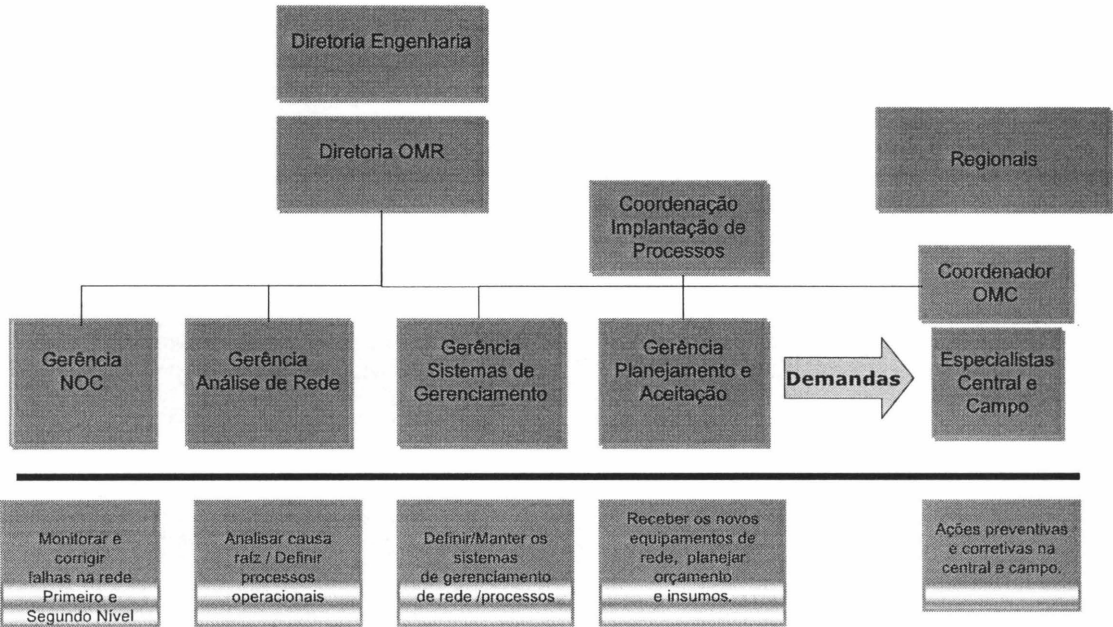 Diretoria Engenharia
Diretoria OMR
Regionais
Coordenação
Implantação de
Processos
Coordenador
OMC
Gerência
NOC
Gerência
Análise de Rede
Gerência
Sistemas de
Gerenciamento
Gerência
Planejamento e
Aceitação
Demandas
Especialistas
Central e
Campo
Monitorar e
corrigir
falhas na rede
Primeiro e
Segundo Nível
Analisar causa
raíz / Definir
processos
operacionais
Definir/Manter os
sistemas
de gerenciamento
de rede /processos
Receber os novos
equipamentos de
rede, planejar
orçamento
e insumos.
Ações preventivas
e corretivas na
central e campo.